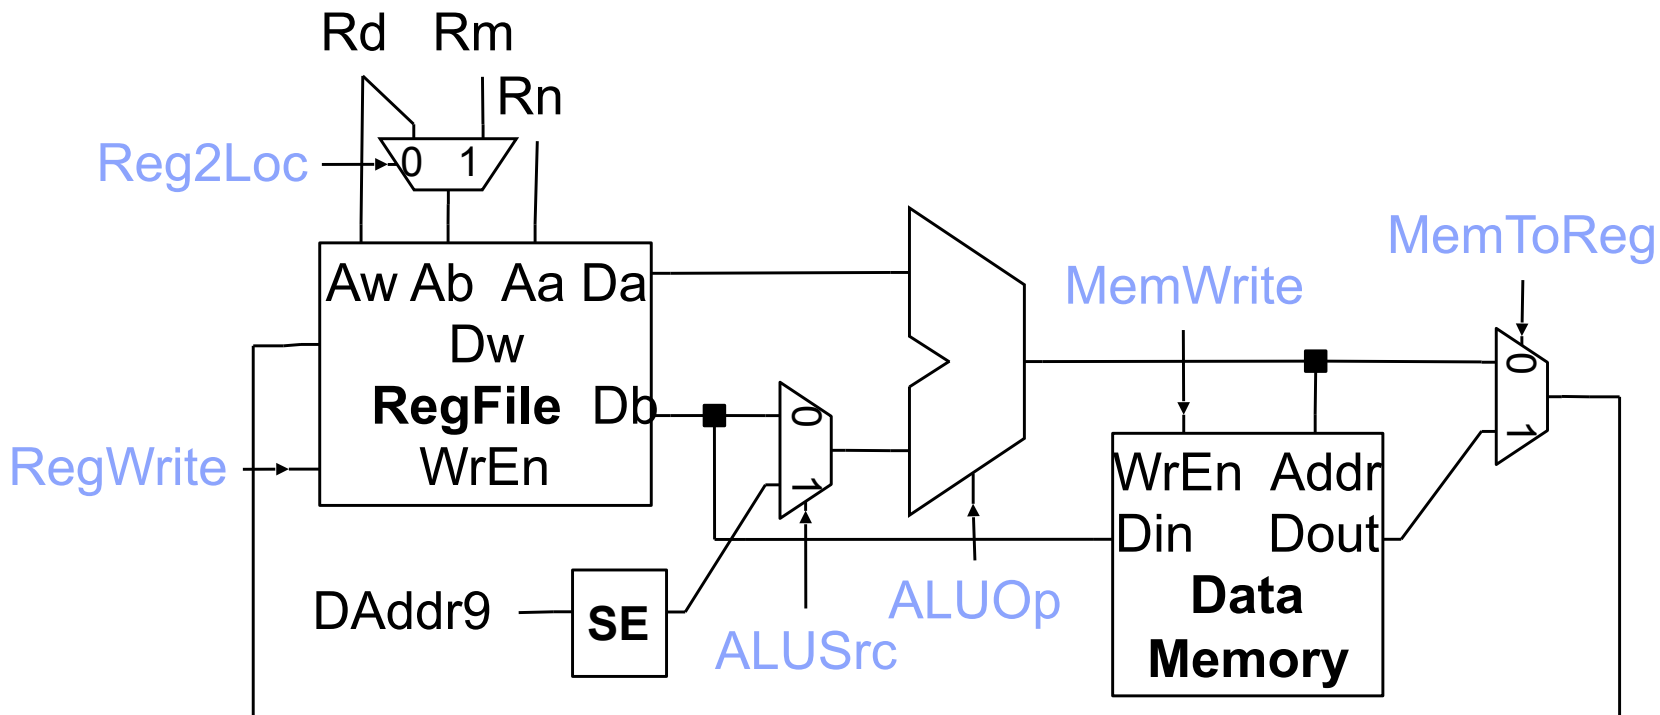 Rd Rm
Rn
Reg2Loc
0 1
MemToReg
MemWrite
Aw Ab Aa Da
Dw
RegFile Db
WrEn
RegWrite
0
1
0
1
WrEn Addr
Din Dout
Data
Memory
DAddr9
SE
ALUOp
ALUSrc